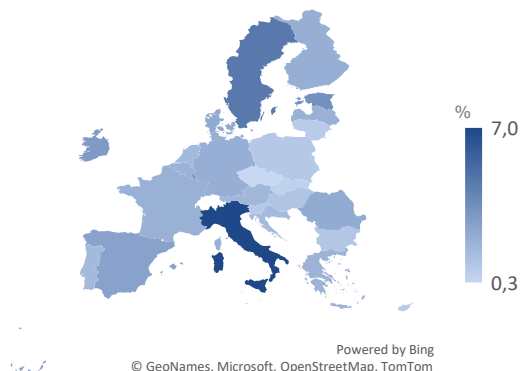 %
7,0
0,3
Powered by Bing
© GeoNames, Microsoft, OpenStreetMap, TomTom